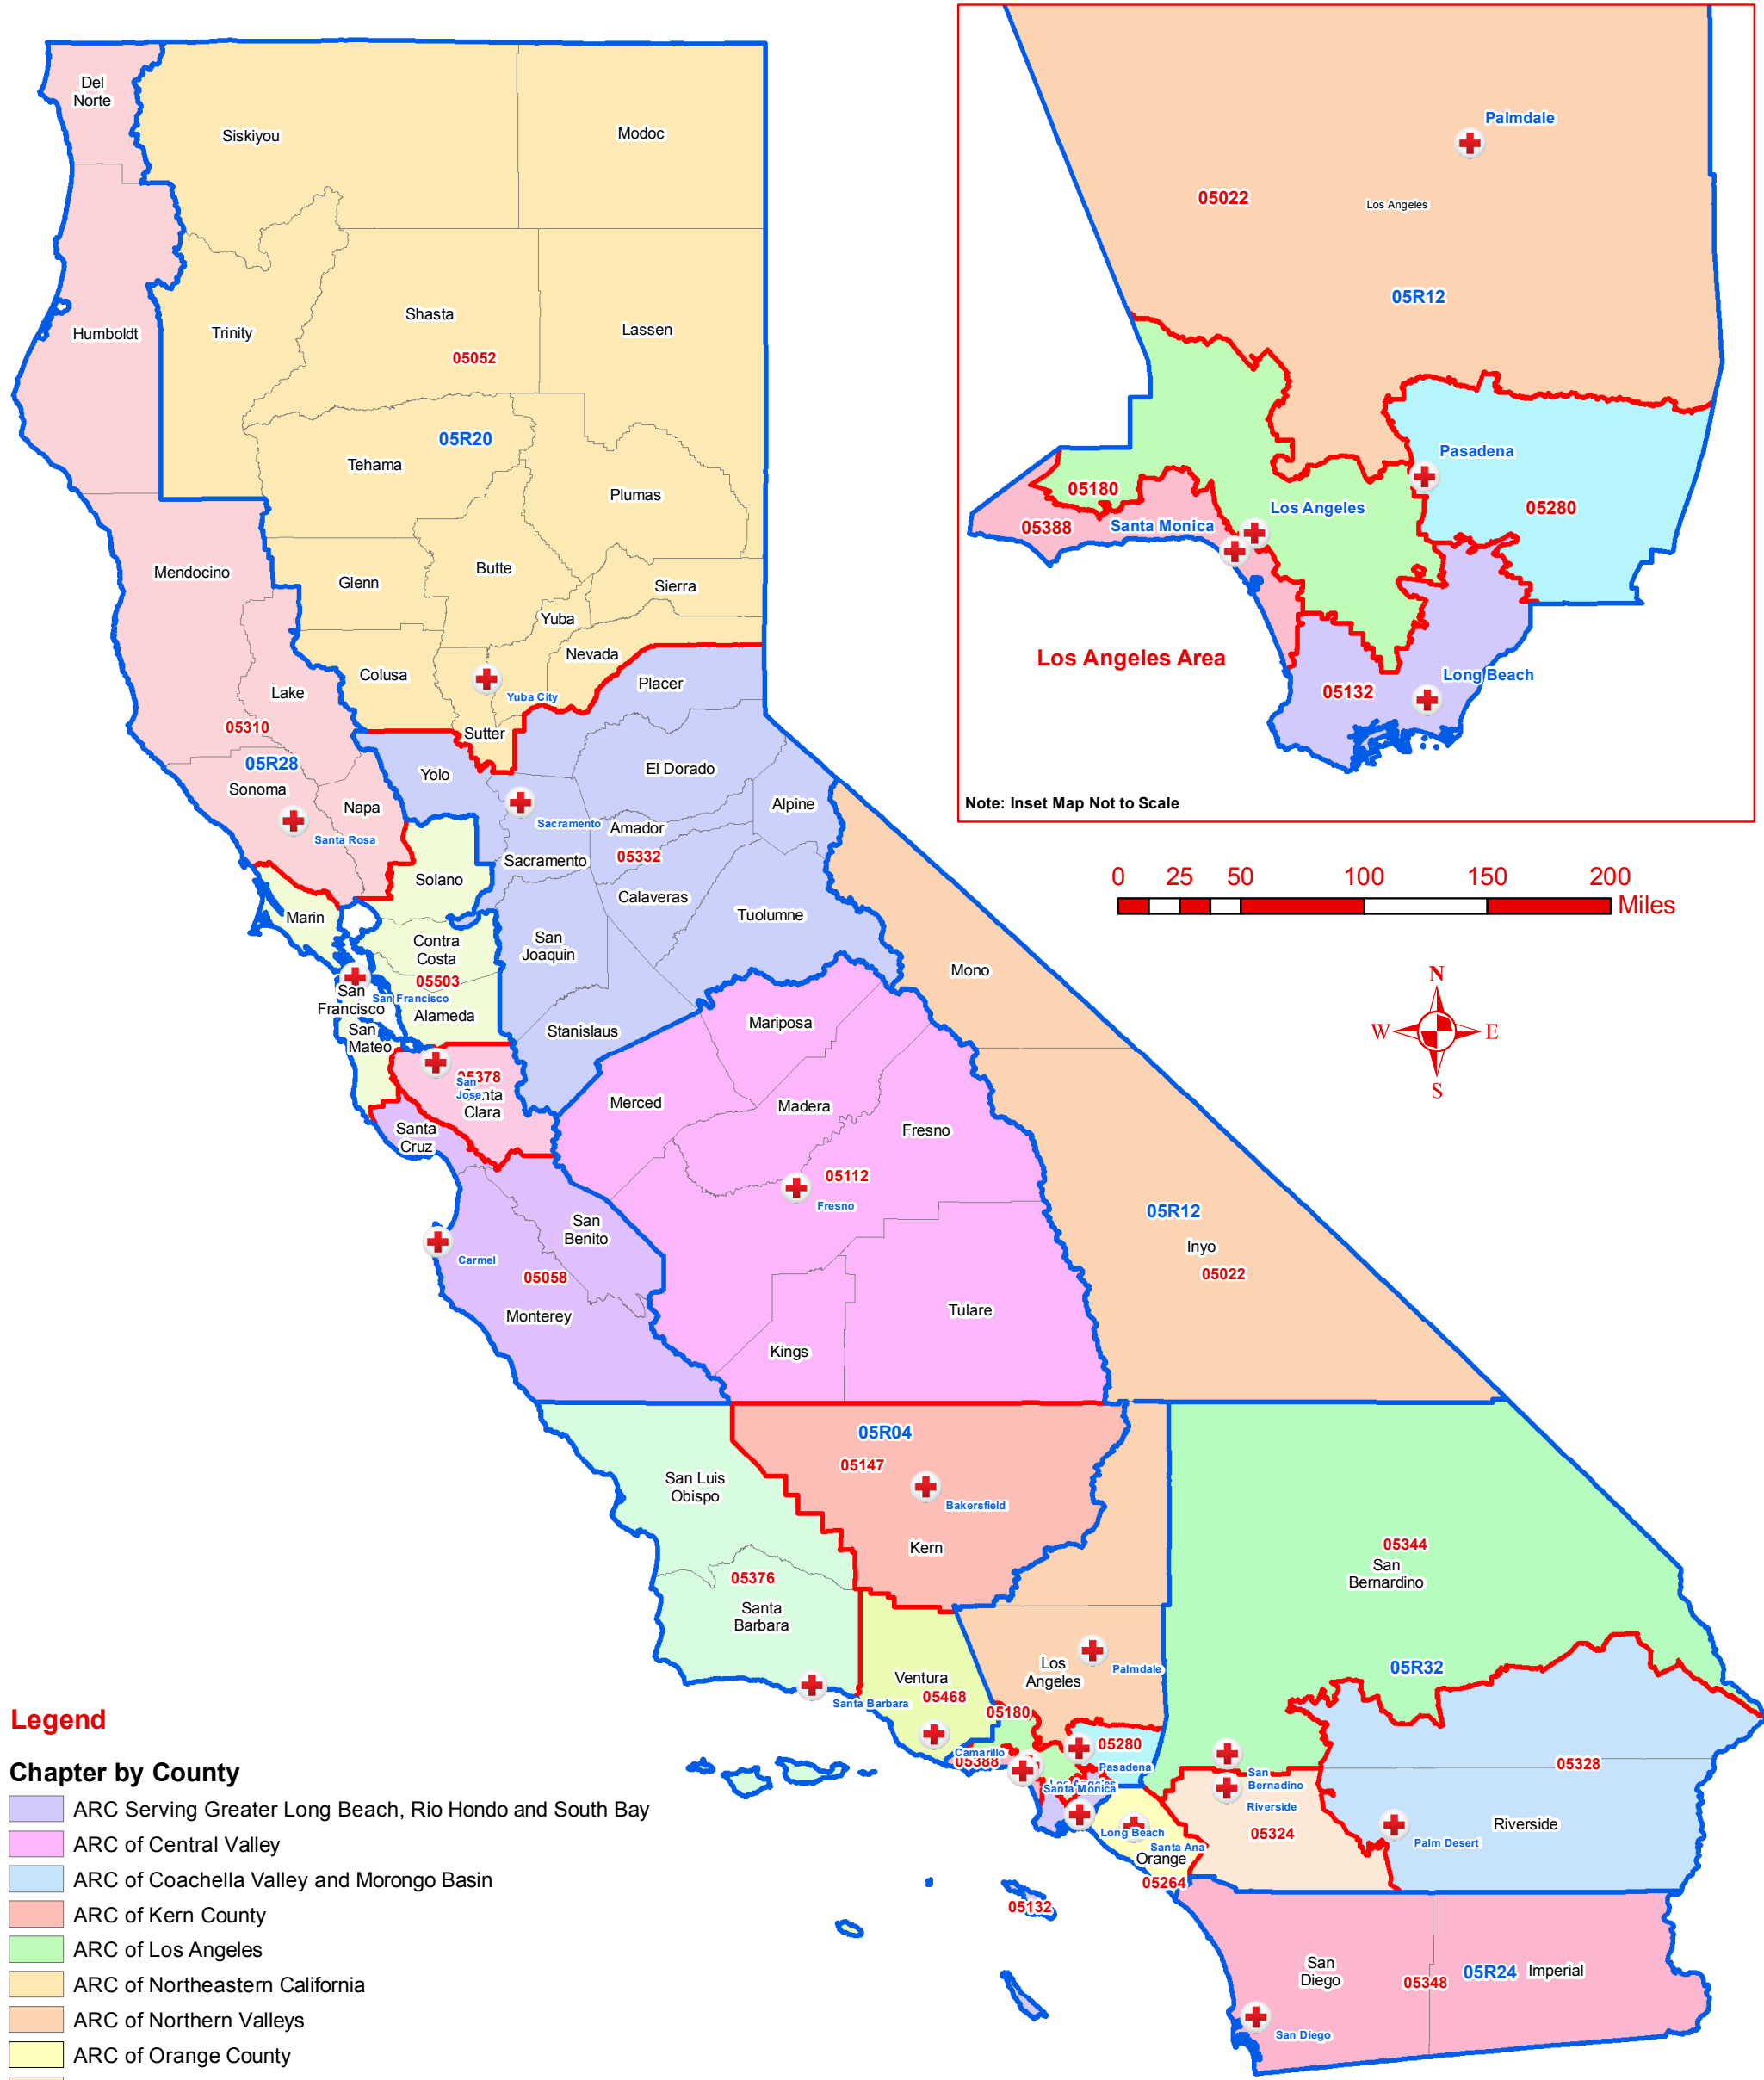 Del
Norte
Siskiyou
Modoc
Humboldt
Trinity
Shasta
Lassen
05052
05R20
Tehama
Plumas
Mendocino
Glenn
Butte
Sierra
Yuba
Nevada
Colusa
Lake
Yuba City
Placer
Sutter
05310
05R28
Sonoma
Napa
Santa Rosa
Yolo
El Dorado
Alpine
Sacramento
Amador
05332
Sacramento
Solano
Calaveras
Tuolumne
Marin
Contra
Costa
San
Joaquin
05503
San
Francisco
San Francisco
Alameda
San
Mateo
Stanislaus
Mono
Mariposa
05378
San
Jose
Clara
Santa
Cruz
Merced
Madera
Fresno
05112
Fresno
San
Benito
Carmel
05058
Monterey
05R12
Inyo
05022
Tulare
Kings
05R04
05147
Bakersfield
Kern
San Luis
Obispo
05376
Santa
Barbara
Santa Barbara
Ventura
05468
Camarillo
Los
Angeles
Palmdale
05180
05388
05280
Pasadena
Los Angeles
Santa Monica
Long Beach
Santa Ana
Orange
05264
05132
05344
San
Bernardino
05R32
San
Bernadino
Riverside
05324
05328
Riverside
Palm Desert
San
Diego
05348
05R24
Imperial
San Diego
Palmdale
05022
Los Angeles
05R12
Pasadena
05180
Los Angeles
05280
05388
Santa Monica
Los Angeles Area
Long Beach
05132
Note: Inset Map Not to Scale
0 25 50 100 150 200
Miles
N
W E
S
Legend
Chapter by County
ARC Serving Greater Long Beach, Rio Hondo and South Bay
ARC of Central Valley
ARC of Coachella Valley and Morongo Basin
ARC of Kern County
ARC of Los Angeles
ARC of Northeastern California
ARC of Northern Valleys
ARC of Orange County